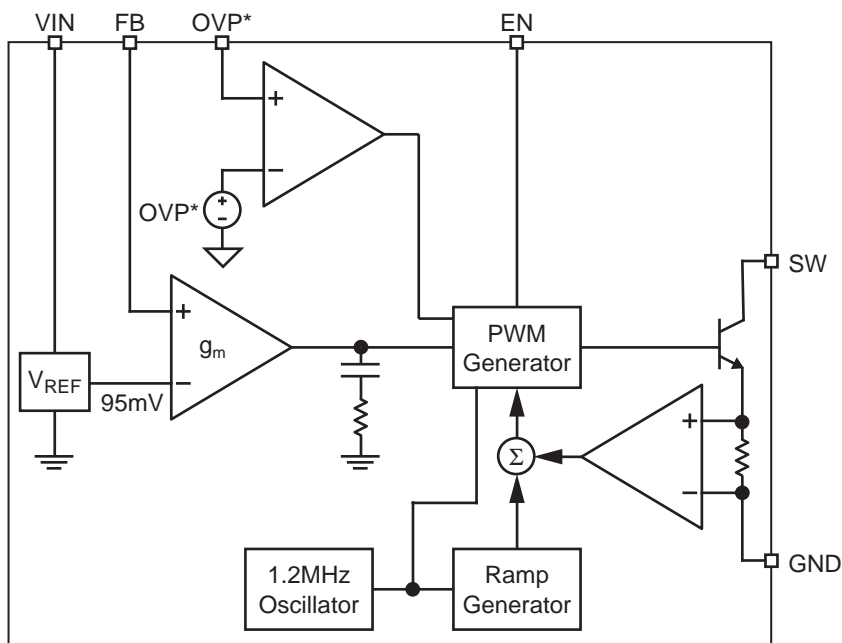 VIN FB OVP* EN
+
−
OVP*
+
−
SW
+
gm
−
VREF
95mV
PWM
Generator
+
−
Σ
GND
1.2MHz
Oscillator
Ramp
Generator